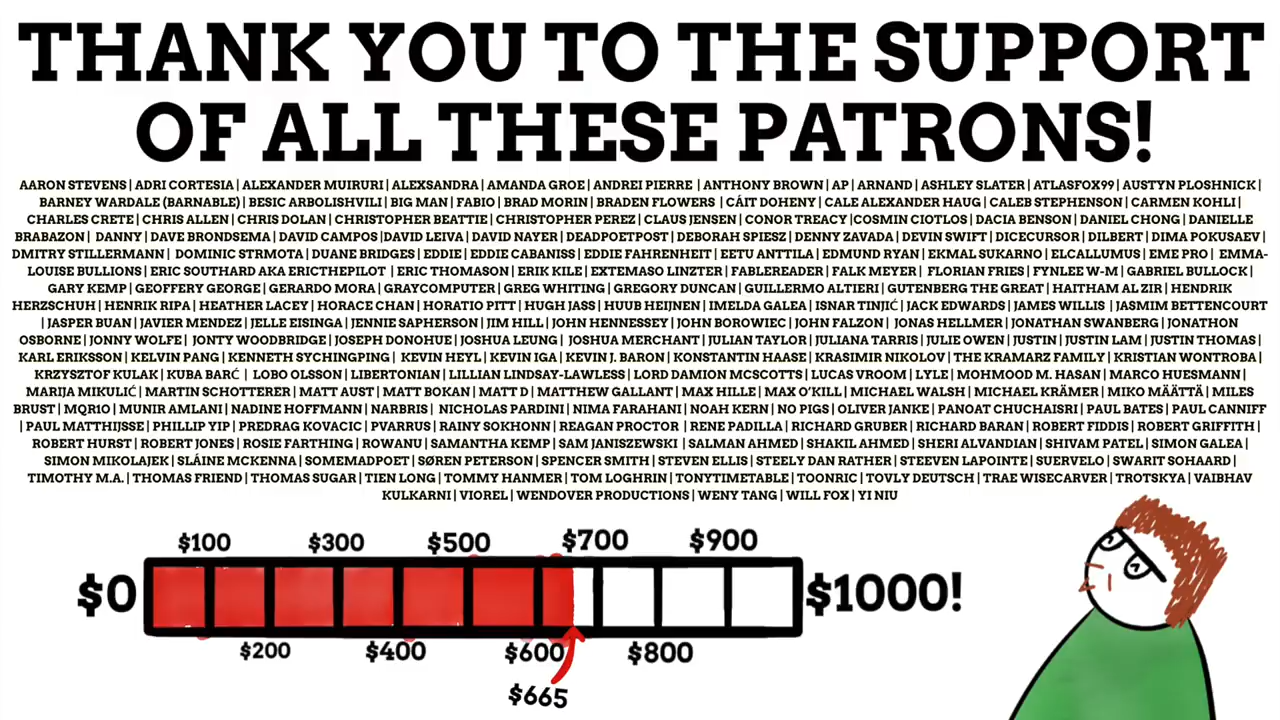 THANK YOU TO THE SUPPORT
OF ALL THESE PATRONS!
AARON STEVENS | ADRI CORTESIA | ALEXANDER MUIRURI | ALEXSANDRA | AMANDA GROE | ANDREI PIERRE | ANTHONY BROWN | AP | ARNAND | ASHLEY SLATER | ATLASFOX99 | AUSTYN PLOSHNICK |
BARNEY WARDALE (BARNABLE) | BESIC ARBOLISHVILI | BIG MAN | FABIO | BRAD MORIN | BRADEN FLOWERS | CÁIT DOHENY | CALE ALEXANDER HAUG | CALEB STEPHENSON | CARMEN KOHLI |
CHARLES CRETE | CHRIS ALLEN | CHRIS DOLAN | CHRISTOPHER BEATTIE | CHRISTOPHER PEREZ | CLAUS JENSEN | CONOR TREACY |COSMIN CIOTLOS | DACIA BENSON | DANIEL CHONG | DANIELLE
BRABAZON | DANNY | DAVE BRONDSEMA | DAVID CAMPOS |DAVID LEIVA | DAVID NAYER | DEADPOETPOST | DEBORAH SPIESZ | DENNY ZAVADA | DEVIN SWIFT | DICECURSOR | DILBERT | DIMA POKUSAEV |
DMITRY STILLERMANN | DOMINIC STRMOTA | DUANE BRIDGES | EDDIE | EDDIE CABANISS | EDDIE FAHRENHEIT | EETU ANTTILA | EDMUND RYAN | EKMAL SUKARNO | ELCALLUMUS | EME PRO | EMMA-
LOUISE BULLIONS | ERIC SOUTHARD AKA ERICTHEPILOT | ERIC THOMASON | ERIK KILE | EXTEMASO LINZTER | FABLEREADER | FALK MEYER | FLORIAN FRIES | FYNLEE W-M | GABRIEL BULLOCK |
GARY KEMP | GEOFFERY GEORGE | GERARDO MORA | GRAYCOMPUTER | GREG WHITING | GREGORY DUNCAN | GUILLERMO ALTIERI | GUTENBERG THE GREAT | HAITHAM AL ZIR | HENDRIK
HERZSCHUH | HENRIK RIPA | HEATHER LACEY | HORACE CHAN | HORATIO PITT | HUGH JASS | HUUB HEIJNEN | IMELDA GALEA | ISNAR TINJIĆ | JACK EDWARDS | JAMES WILLIS | JASMIM BETTENCOURT
| JASPER BUAN | JAVIER MENDEZ | JELLE EISINGA | JENNIE SAPHERSON | JIM HILL | JOHN HENNESSEY | JOHN BOROWIEC | JOHN FALZON | JONAS HELLMER | JONATHAN SWANBERG | JONATHON
OSBORNE | JONNY WOLFE | JONTY WOODBRIDGE | JOSEPH DONOHUE | JOSHUA LEUNG | JOSHUA MERCHANT | JULIAN TAYLOR | JULIANA TARRIS | JULIE OWEN | JUSTIN | JUSTIN LAM | JUSTIN THOMAS |
KARL ERIKSSON | KELVIN PANG | KENNETH SYCHINGPING | KEVIN HEYL | KEVIN IGA | KEVIN J. BARON | KONSTANTIN HAASE | KRASIMIR NIKOLOV | THE KRAMARZ FAMILY | KRISTIAN WONTROBA |
KRZYSZTOF KULAK | KUBA BARĆ | LOBO OLSSON | LIBERTONIAN | LILLIAN LINDSAY-LAWLESS | LORD DAMION MCSCOTTS | LUCAS VROOM | LYLE | MOHMOOD M. HASAN | MARCO HUESMANN |
MARIJA MIKULIĆ | MARTIN SCHOTTERER | MATT AUST | MATT BOKAN | MATT D | MATTHEW GALLANT | MAX HILLE | MAX O'KILL | MICHAEL WALSH | MICHAEL KRÄMER | MIKO MÄÄTTÄ | MILES
BRUST | MQR10 | MUNIR AMLANI | NADINE HOFFMANN | NARBRIS | NICHOLAS PARDINI | NIMA FARAHANI | NOAH KERN | NO PIGS | OLIVER JANKE | PANOAT CHUCHAISRI | PAUL BATES | PAUL CANNIFF
| PAUL MATTHIJSSE | PHILLIP YIP | PREDRAG KOVACIC | PVARRUS | RAINY SOKHONN | REAGAN PROCTOR | RENE PADILLA | RICHARD GRUBER | RICHARD BARAN | ROBERT FIDDIS | ROBERT GRIFFITH |
ROBERT HURST | ROBERT JONES | ROSIE FARTHING | ROWANU | SAMANTHA KEMP | SAM JANISZEWSKI | SALMAN AHMED | SHAKIL AHMED | SHERI ALVANDIAN | SHIVAM PATEL | SIMON GALEA |
SIMON MIKOLAJEK | SLÁINE MCKENNA | SOMEMADPOET | SØREN PETERSON | SPENCER SMITH | STEVEN ELLIS | STEELY DAN RATHER | STEEVEN LAPOINTE | SUERVELO | SWARIT SOHAARD |
TIMOTHY M.A. | THOMAS FRIEND | THOMAS SUGAR | TIEN LONG | TOMMY HANMER | TOM LOGHRIN | TONYTIMETABLE | TOONRIC | TOVLY DEUTSCH | TRAE WISECARVER | TROTSKYA | VAIBHAV
KULKARNI | VIOREL | WENDOVER PRODUCTIONS | WENY TANG | WILL FOX | YI NIU
$100 $300 $500 $700 $900
$0 $1000!
$200 $400 $600 $800
$665